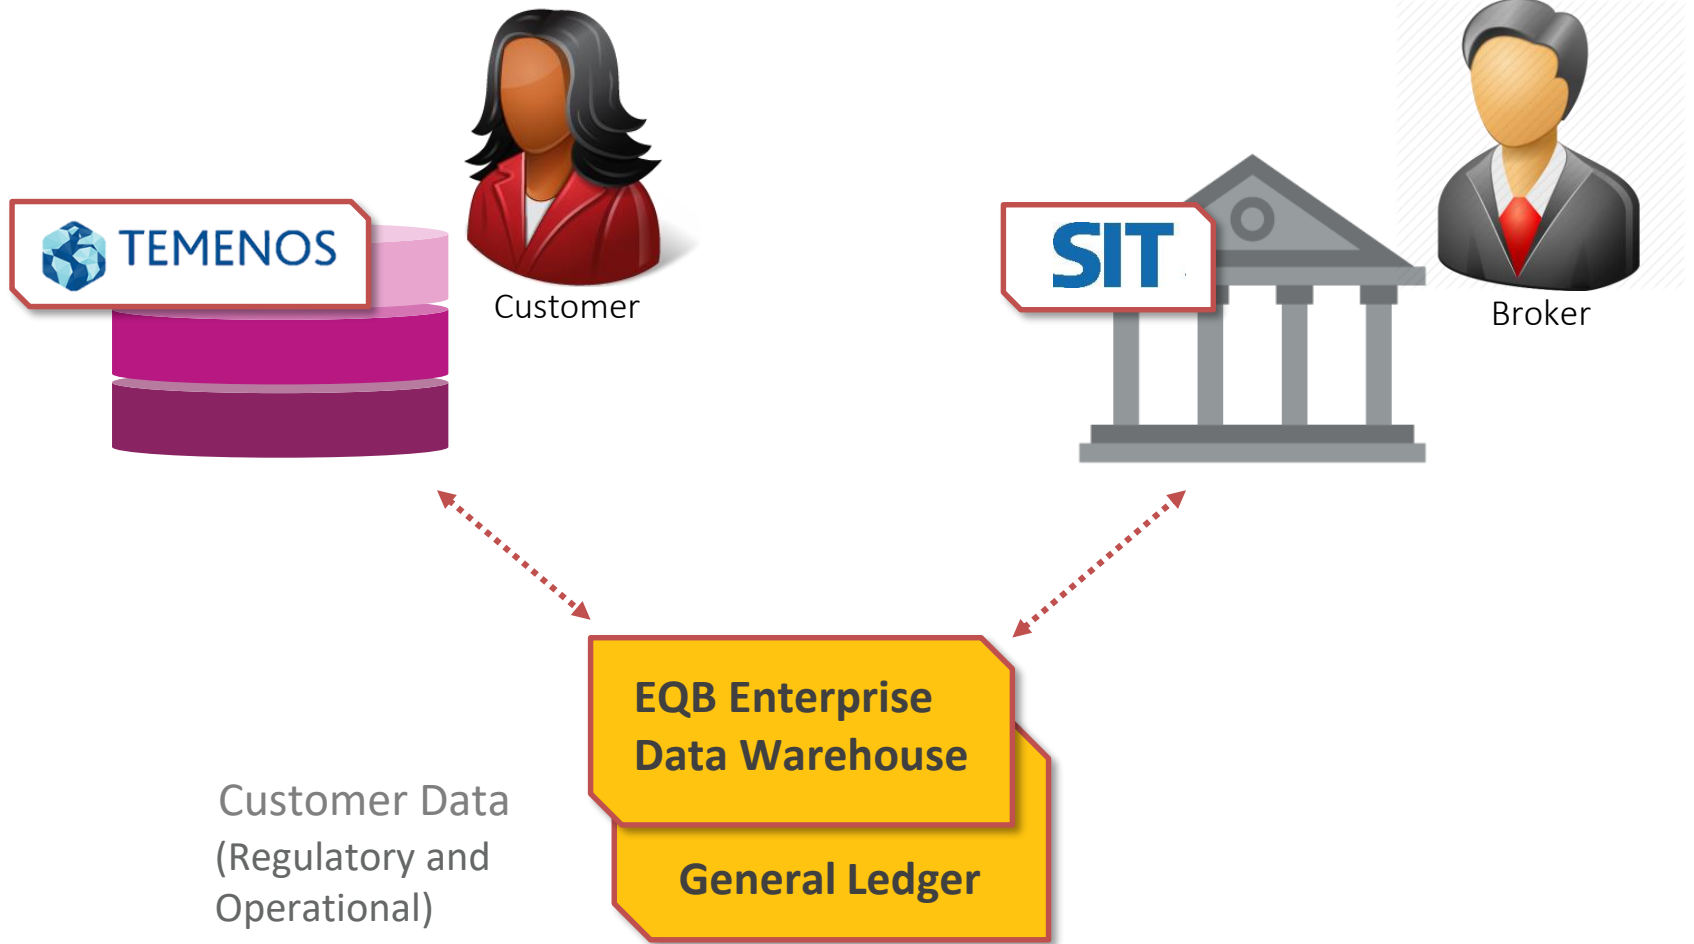 TEMENOS
Customer
SIT
Broker
EQB Enterprise
Data Warehouse
General Ledger
Customer Data
(Regulatory and
Operational)